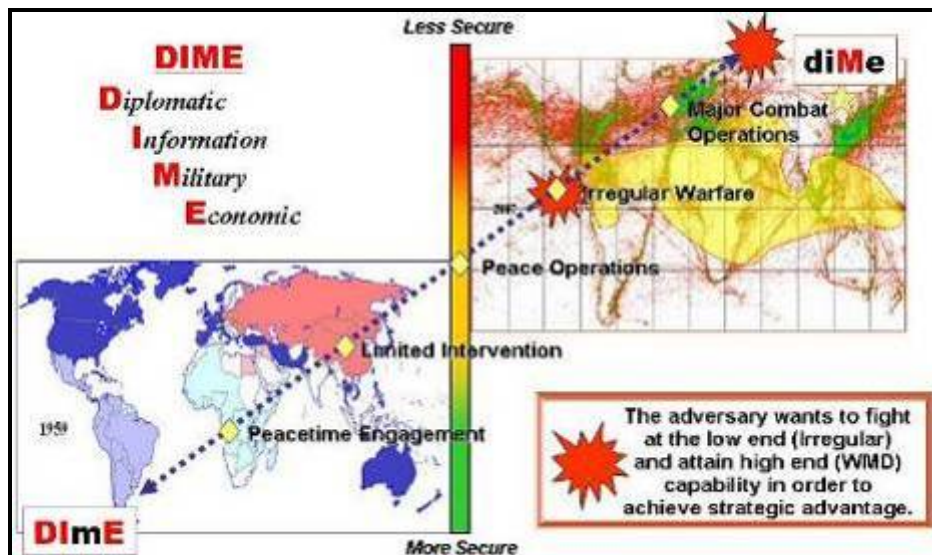 Less Secure
DIME
Diplomatic
Information
Military
Economic
diMe
Major Combat
Operations
Irregular Warfare
Peace Operations
Limited Intervention
1959
Peacetime Engagement
DImE
More Secure
The adversary wants to fight
at the low end (Irregular)
and attain high end (WMD)
capability in order to
achieve strategic advantage.